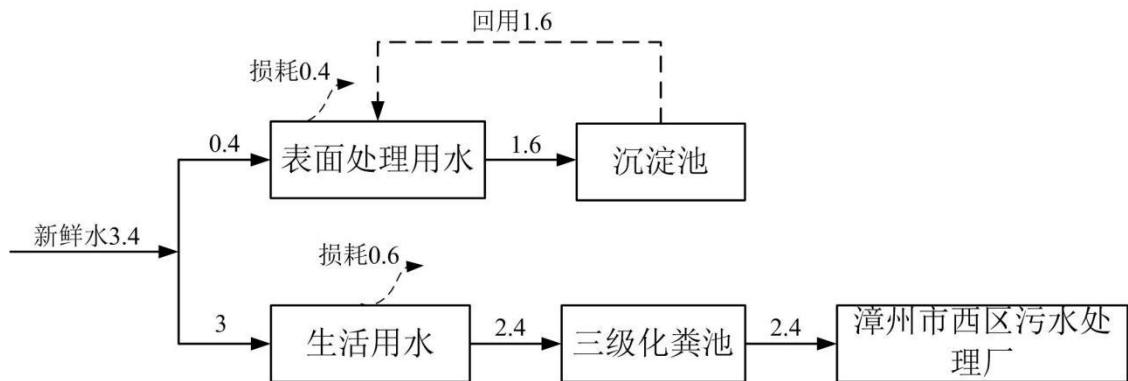 回用1.6
损耗0.4
0.4
表面处理用水
1.6
沉淀池
新鲜水3.4
损耗0.6
3
生活用水
2.4
三级化粪池
2.4
漳州市西区污水处
理厂